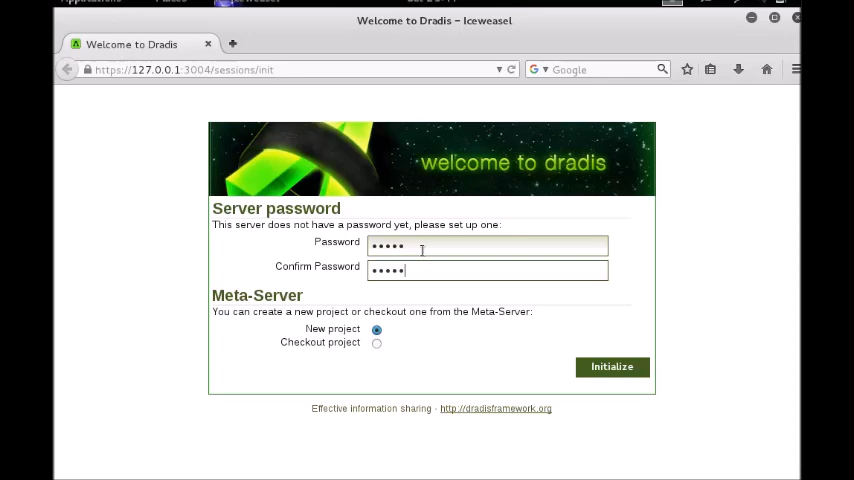 Welcome to Dradis – Iceweasel
Welcome to Dradis
https://127.0.0.1:3004/sessions/init
Google
welcome to dradis
Server password
This server does not have a password yet, please set up one:
Password
•••••
Confirm Password
•••••
Meta-Server
You can create a new project or checkout one from the Meta-Server:
New project
Checkout project
Initialize
Effective information sharing - http://dradisframework.org